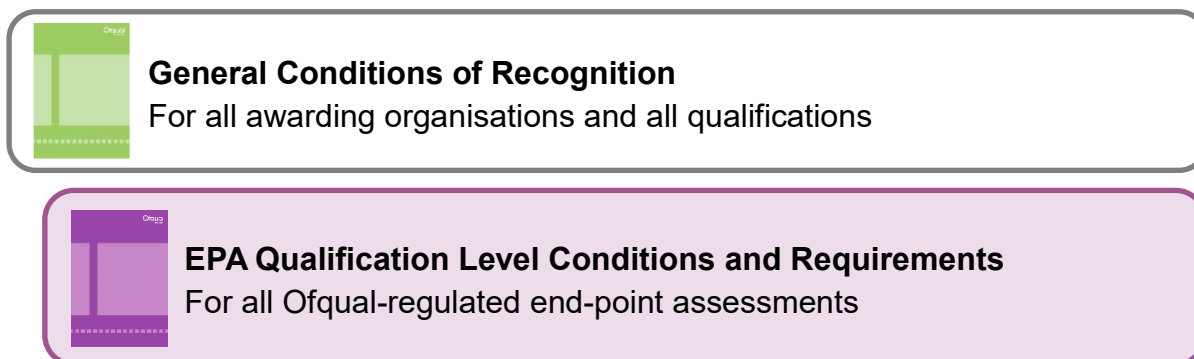 Ofqual
General Conditions of Recognition
For all awarding organisations and all qualifications
Ofqual
EPA Qualification Level Conditions and Requirements
For all Ofqual-regulated end-point assessments